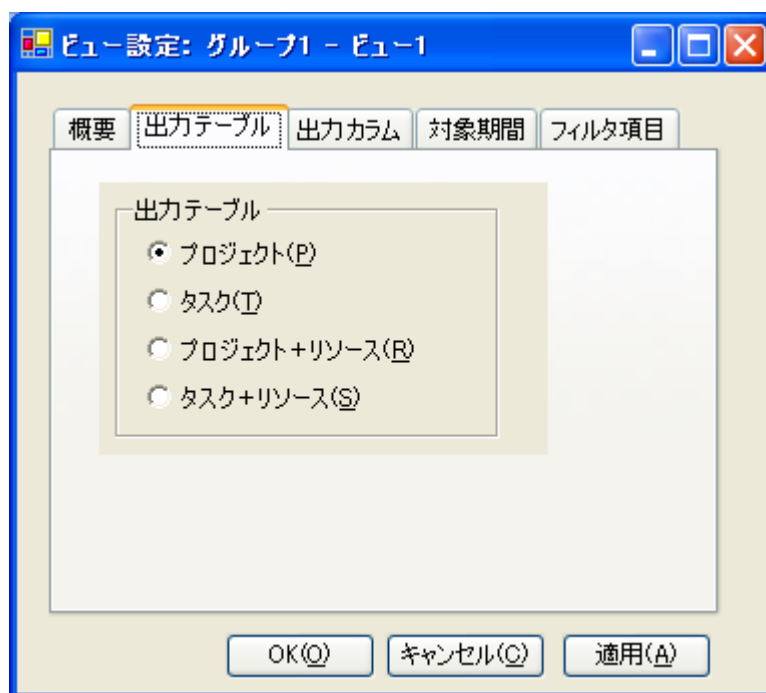 ビュー設定: グループ1 - ビュー1
概要 出力テーブル 出力カラム 対象期間 フィルタ項目
出力テーブル
プロジェクト(P)
タスク(T)
プロジェクト+リソース(R)
タスク+リソース(S)
OK(O) キャンセル(C) 適用(A)